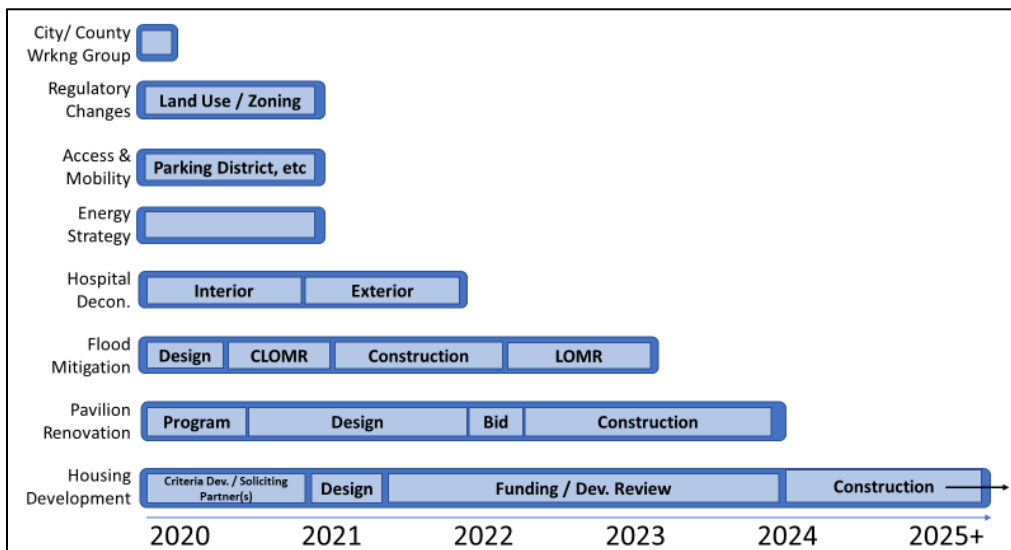 City/ County
Wrkng Group
Regulatory
Changes
Land Use / Zoning
Access &
Mobility
Parking District, etc
Energy
Strategy
Hospital
Decon.
Interior
Exterior
Flood
Mitigation
Design
CLOMR
Construction
LOMR
Pavilion
Renovation
Program
Design
Bid
Construction
Housing
Development
Criteria Dev. / Soliciting
Partner(s)
Design
Funding / Dev. Review
Construction
2020
2021
2022
2023
2024
2025+